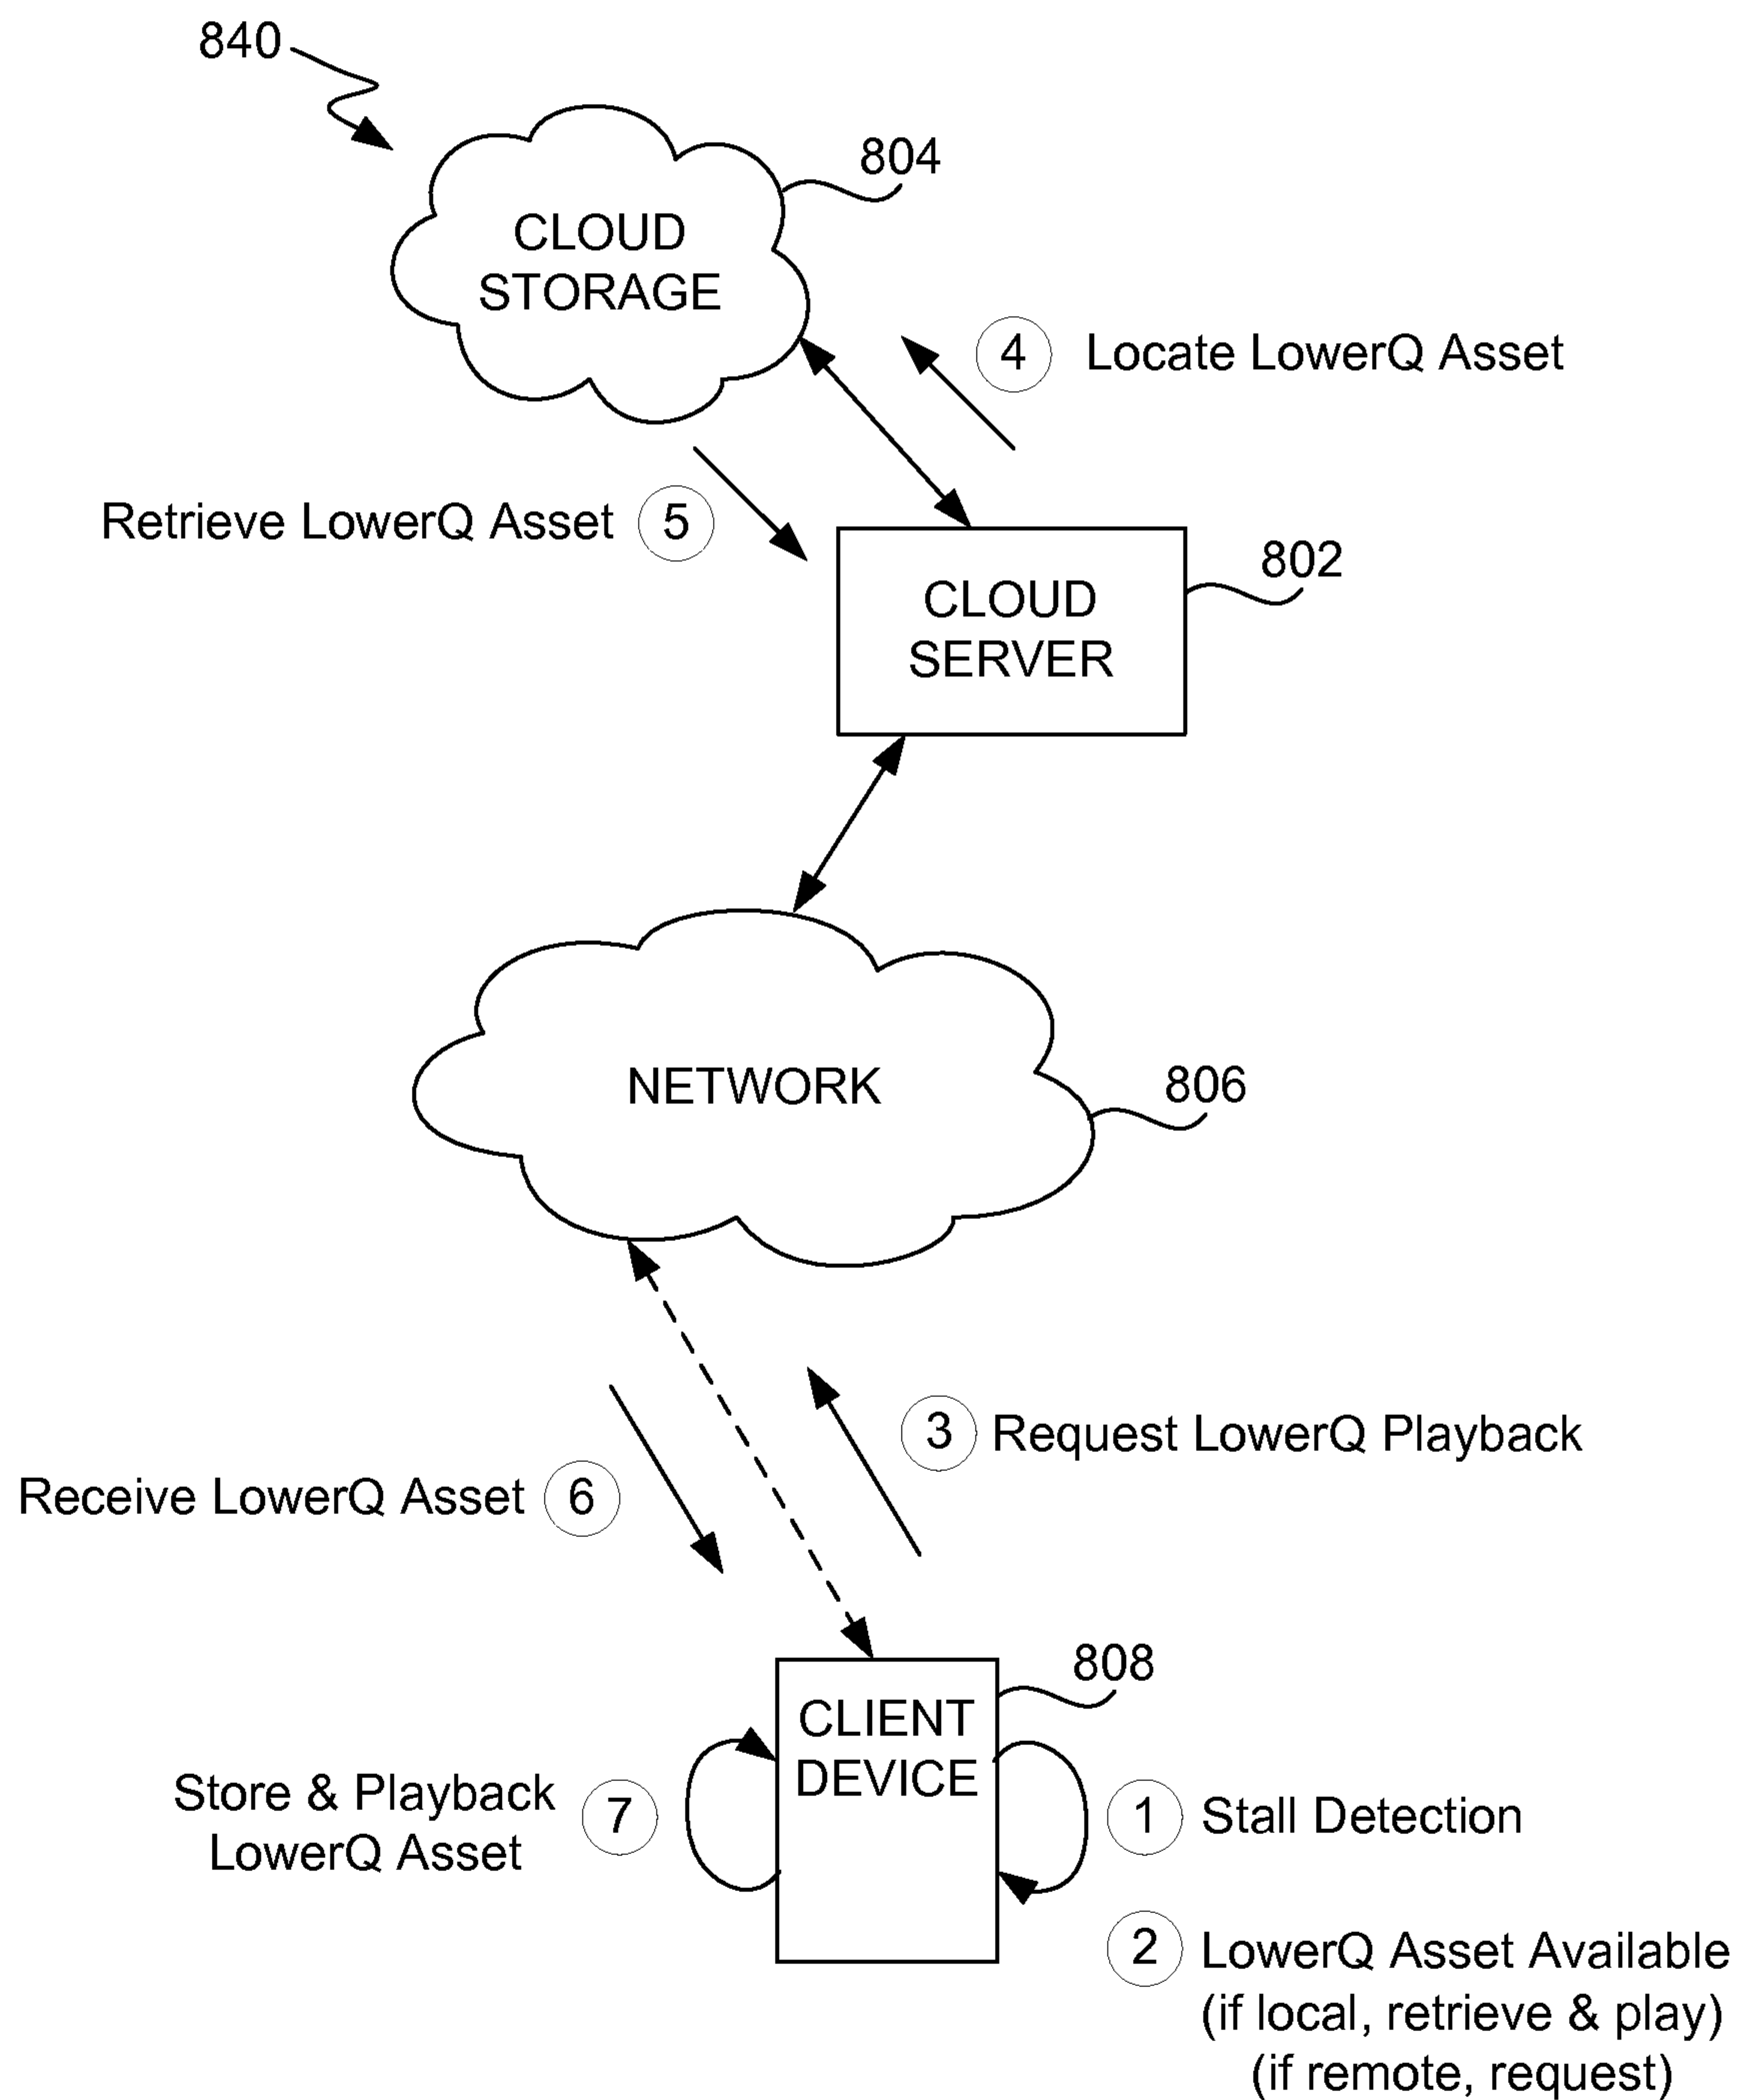 840
804
CLOUD
STORAGE
4 Locate LowerQ Asset
Retrieve LowerQ Asset 5
802
CLOUD
SERVER
NETWORK
806
3 Request LowerQ Playback
Receive LowerQ Asset 6
808
CLIENT
DEVICE
Store & Playback
LowerQ Asset
7
1 Stall Detection
2 LowerQ Asset Available
(if local, retrieve & play)
(if remote, request)